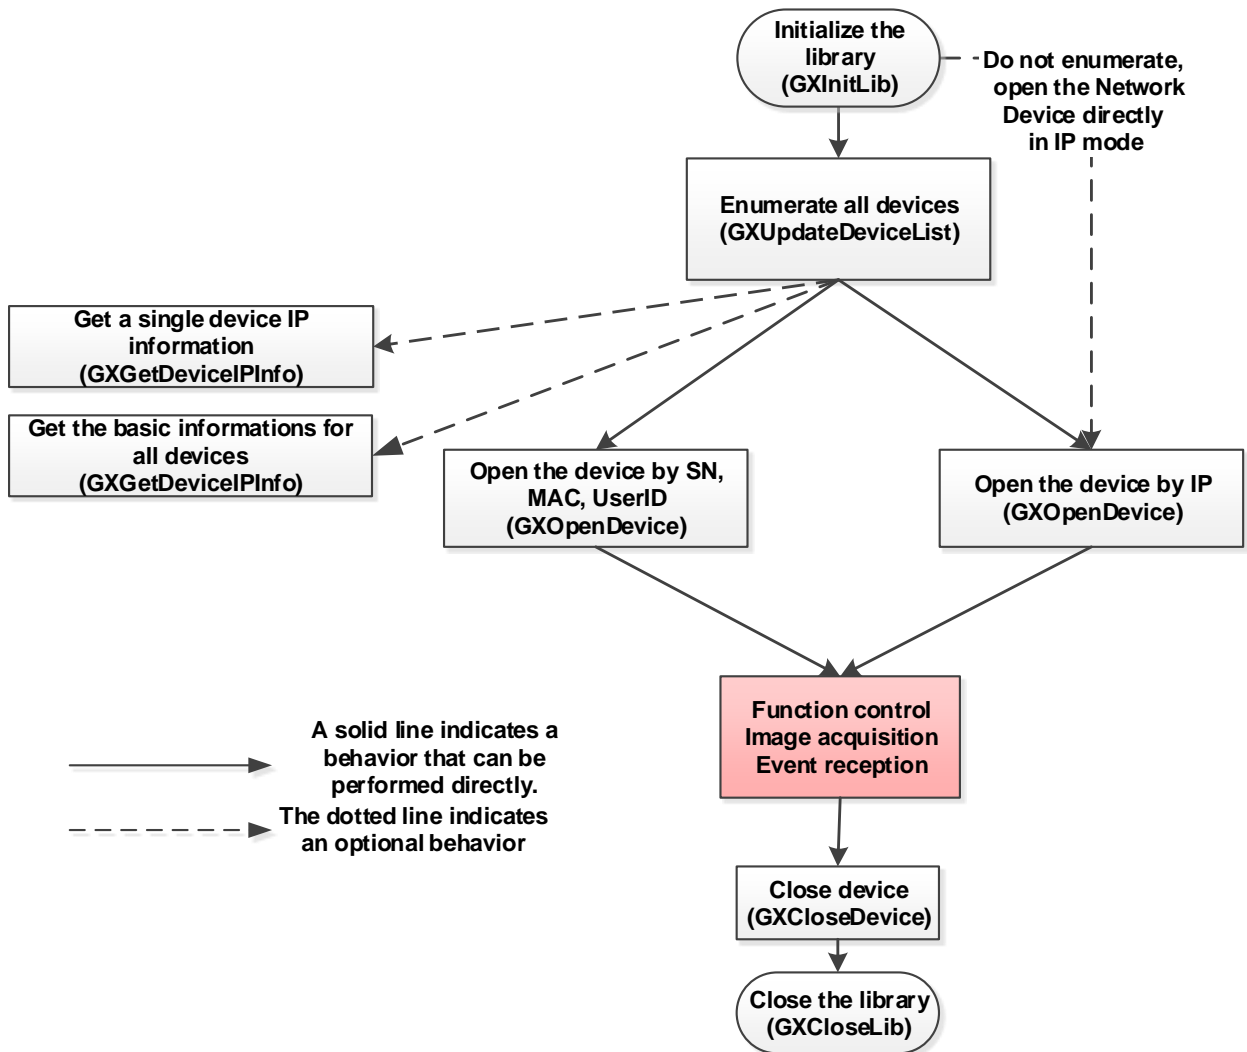 Initialize the
library
(GXInitLib)
Do not enumerate,
open the Network
Device directly
in IP mode
Enumerate all devices
(GXUpdateDeviceList)
Get a single device IP
information
(GXGetDeviceIPInfo)
Get the basic informations for
all devices
(GXGetDeviceIPInfo)
Open the device by SN,
MAC, UserID
(GXOpenDevice)
Open the device by IP
(GXOpenDevice)
Function control
Image acquisition
Event reception
A solid line indicates a
behavior that can be
performed directly.
The dotted line indicates
an optional behavior
Close device
(GXCloseDevice)
Close the library
(GXCloseLib)